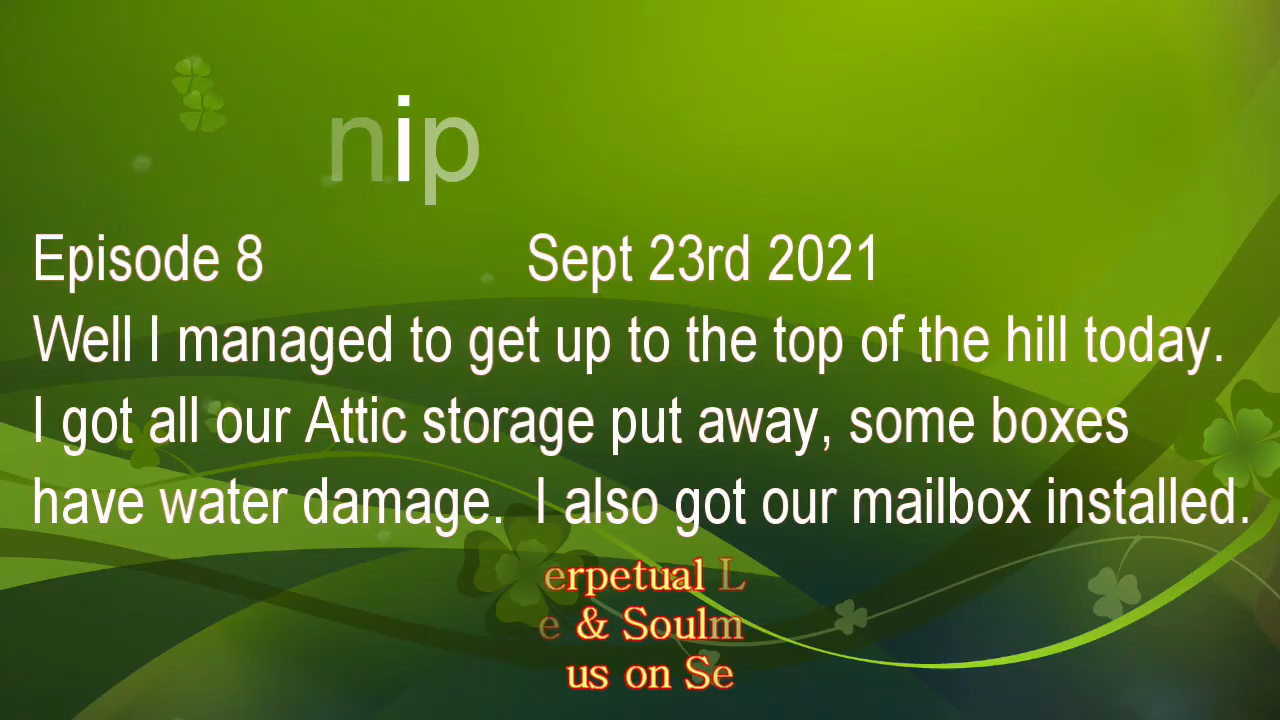 nip
Episode 8 Sept 23rd 2021
Well I managed to get up to the top of the hill today.
I got all our Attic storage put away, some boxes
have water damage. I also got our mailbox installed.
erpetual L
e & Soulm
us on Se